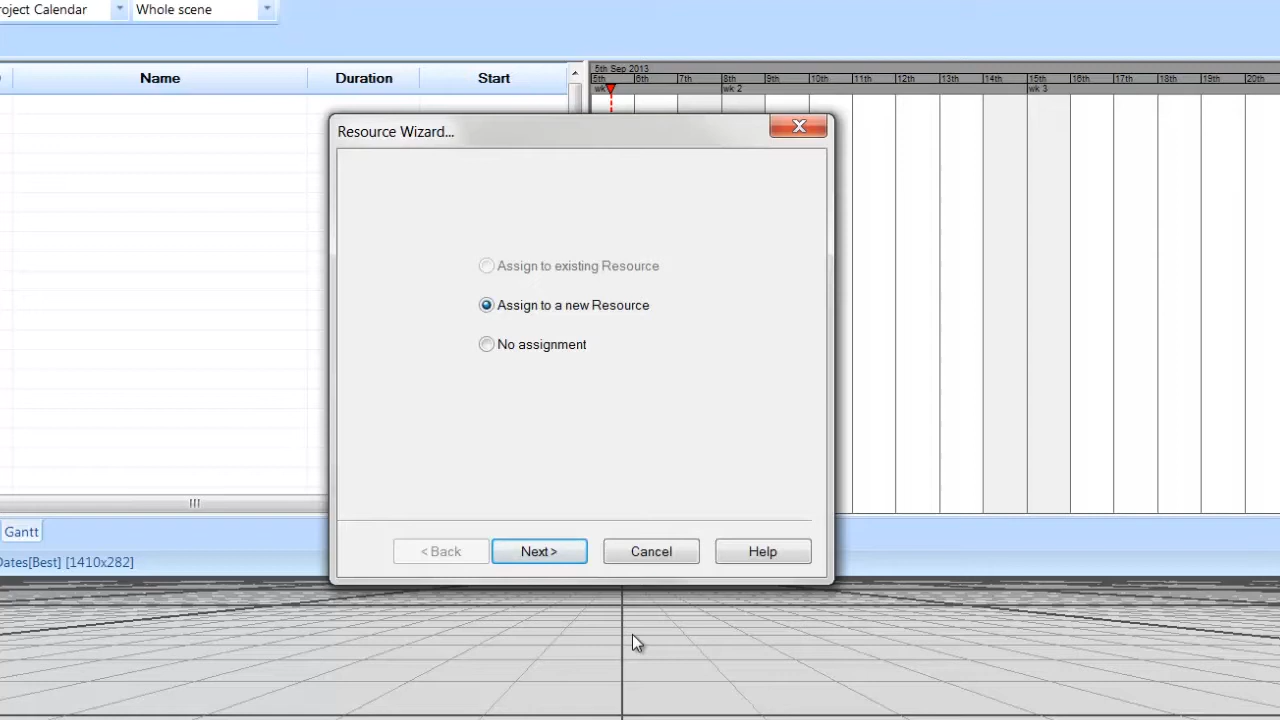 roject Calendar Whole scene
Name Duration Start
5th Sep 2013
5th 6th 7th 8th 9th 10th 11th 12th 13th 14th 15th 16th 17th 18th 19th 20th
wk wk 2 wk 3
Resource Wizard...
Assign to existing Resource
Assign to a new Resource
No assignment
< Back Next > Cancel Help
Gantt
Dates[Best] [1410x282]